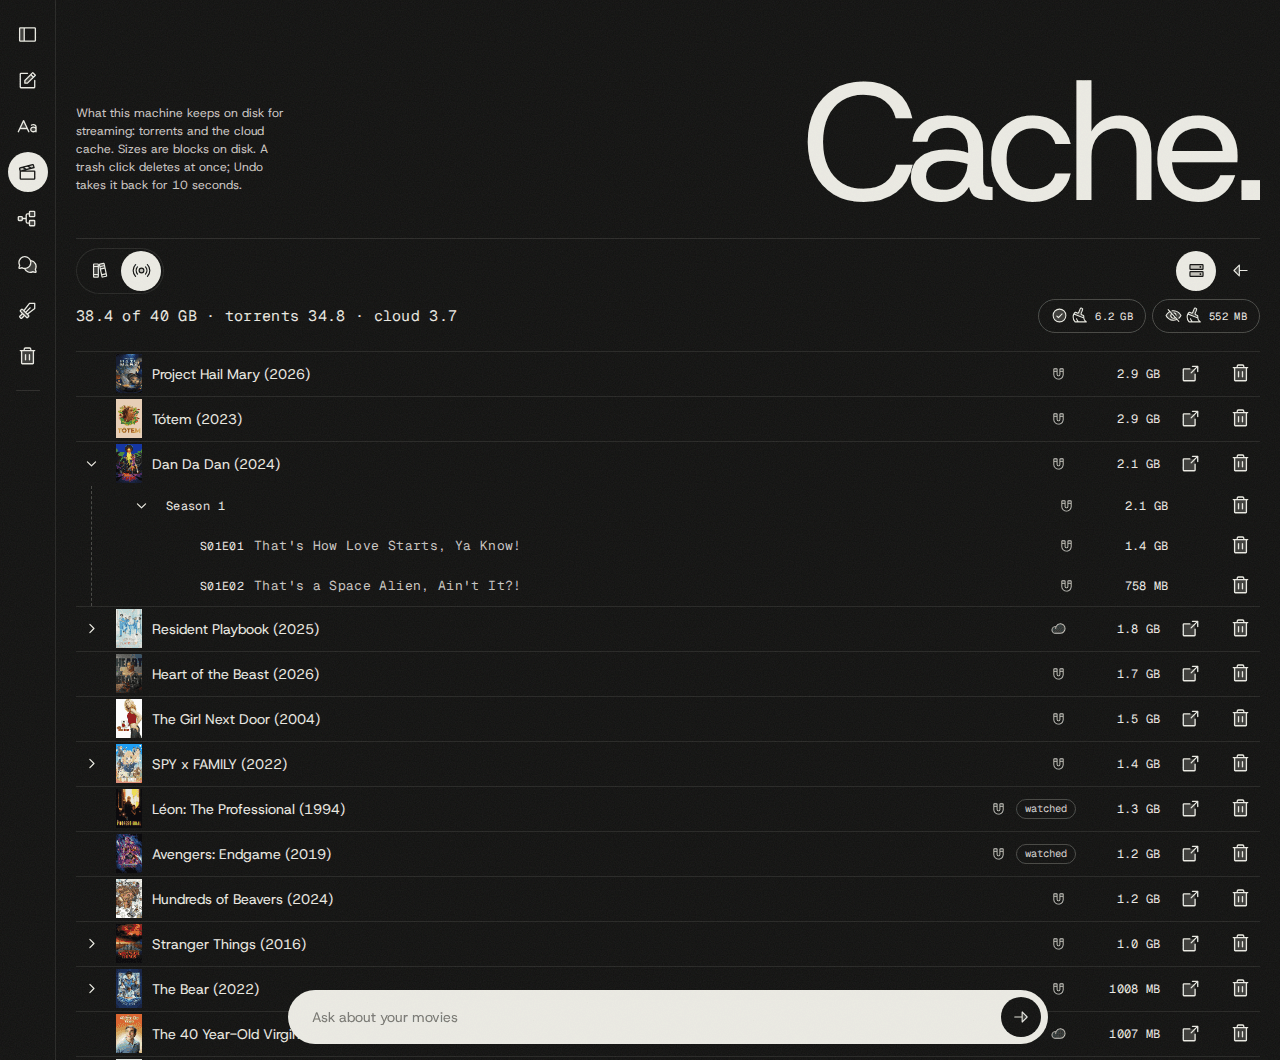 What this machine keeps on disk for
streaming: torrents and the cloud
cache. Sizes are blocks on disk. A
trash click deletes at once; Undo
takes it back for 10 seconds.
Cache.
Aa
38.4 of 40 GB · torrents 34.8 · cloud 3.7
6.2 GB
552 MB
Project Hail Mary (2026) 2.9 GB
TOTEM
Tótem (2023) 2.9 GB
Dan Da Dan (2024) 2.1 GB
Season 1 2.1 GB
S01E01 That's How Love Starts, Ya Know! 1.4 GB
S01E02 That's a Space Alien, Ain't It?! 758 MB
Resident Playbook (2025) 1.8 GB
HEART
Heart of the Beast (2026) 1.7 GB
The Girl Next Door (2004) 1.5 GB
SPY x FAMILY (2022) 1.4 GB
Léon: The Professional (1994) watched 1.3 GB
Avengers: Endgame (2019) watched 1.2 GB
Hundreds of Beavers (2024) 1.2 GB
Stranger Things (2016) 1.0 GB
The Bear (2022) 1008 MB
Ask about your movies
The 40 Year-Old Virgin 1007 MB